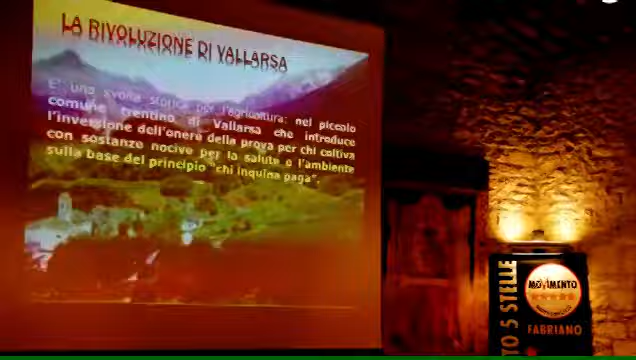 LA RIVOLUZIONE DI VALLARSA
E' una svolta storica per l'agricoltura: nel piccolo
comune trentino di Vallarsa che introduce
l'inversione dell'onere della prova per chi coltiva
con sostanze nocive per la salute o l'ambiente
sulla base del principio "chi inquina paga".
TO 5 STELLE
MOVIMENTO
FABRIANO